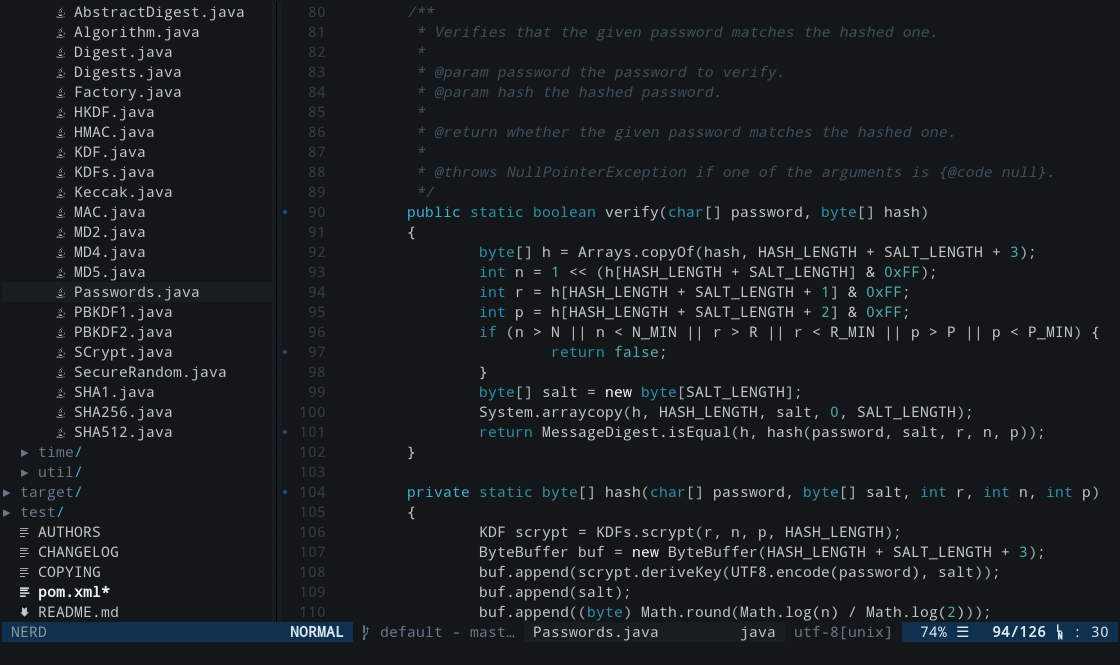 AbstractDigest.java
Algorithm.java
Digest.java
Digests.java
Factory.java
HKDF.java
HMAC.java
KDF.java
KDFs.java
Keccak.java
MAC.java
MD2.java
MD4.java
MD5.java
Passwords.java
PBKDF1.java
PBKDF2.java
SCrypt.java
SecureRandom.java
SHA1.java
SHA256.java
SHA512.java
▸ time/
▸ util/
▸ target/
▸ test/
AUTHORS
CHANGELOG
COPYING
pom.xml*
README.md
80 /**
81 * Verifies that the given password matches the hashed one.
82 *
83 * @param password the password to verify.
84 * @param hash the hashed password.
85 *
86 * @return whether the given password matches the hashed one.
87 *
88 * @throws NullPointerException if one of the arguments is {@code null}.
89 */
90 public static boolean verify(char[] password, byte[] hash)
91 {
92 byte[] h = Arrays.copyOf(hash, HASH_LENGTH + SALT_LENGTH + 3);
93 int n = 1 << (h[HASH_LENGTH + SALT_LENGTH] & 0xFF);
94 int r = h[HASH_LENGTH + SALT_LENGTH + 1] & 0xFF;
95 int p = h[HASH_LENGTH + SALT_LENGTH + 2] & 0xFF;
96 if (n > N || n < N_MIN || r > R || r < R_MIN || p > P || p < P_MIN) {
97 return false;
98 }
99 byte[] salt = new byte[SALT_LENGTH];
100 System.arraycopy(h, HASH_LENGTH, salt, 0, SALT_LENGTH);
101 return MessageDigest.isEqual(h, hash(password, salt, r, n, p));
102 }
103
104 private static byte[] hash(char[] password, byte[] salt, int r, int n, int p)
105 {
106 KDF scrypt = KDFs.scrypt(r, n, p, HASH_LENGTH);
107 ByteBuffer buf = new ByteBuffer(HASH_LENGTH + SALT_LENGTH + 3);
108 buf.append(scrypt.deriveKey(UTF8.encode(password), salt));
109 buf.append(salt);
110 buf.append((byte) Math.round(Math.log(n) / Math.log(2)));
NERD NORMAL default - mast… Passwords.java java utf-8[unix] 74% ☰ 94/126 : 30